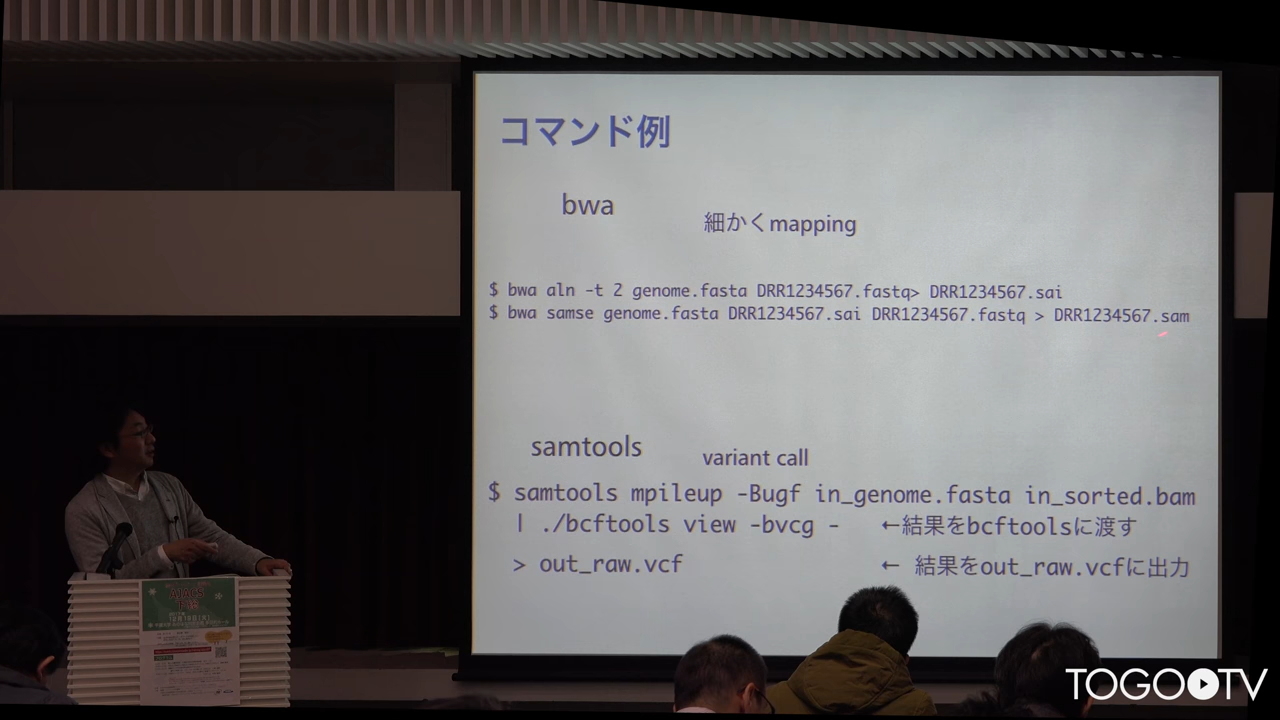 コマンド例
bwa
細かくmapping
$ bwa aln -t 2 genome.fasta DRR1234567.fastq> DRR1234567.sai
$ bwa samse genome.fasta DRR1234567.sai DRR1234567.fastq > DRR1234567.sam
samtools
variant call
$ samtools mpileup -Bugf in_genome.fasta in_sorted.bam
| ./bcftools view -bvcg - ←結果をbcftoolsに渡す
> out_raw.vcf ← 結果をout_raw.vcfに出力
AJACS
TOGOTV